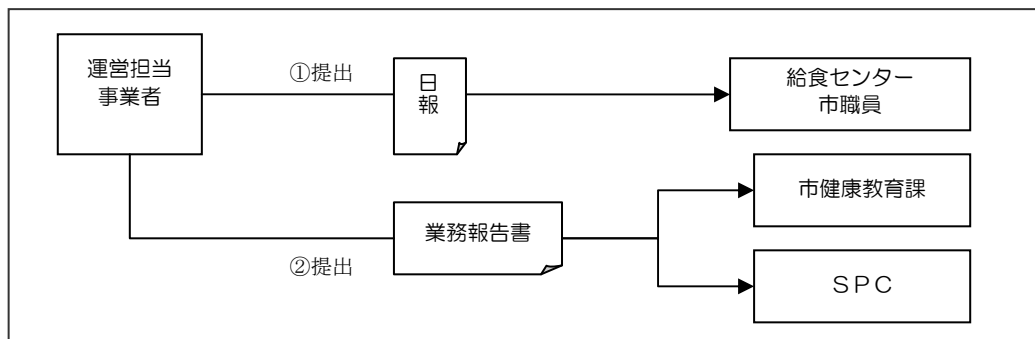 運営担当
事業者
①提出
日
報
給食センター
市職員
業務報告書
②提出
市健康教育課
ＳＰＣ